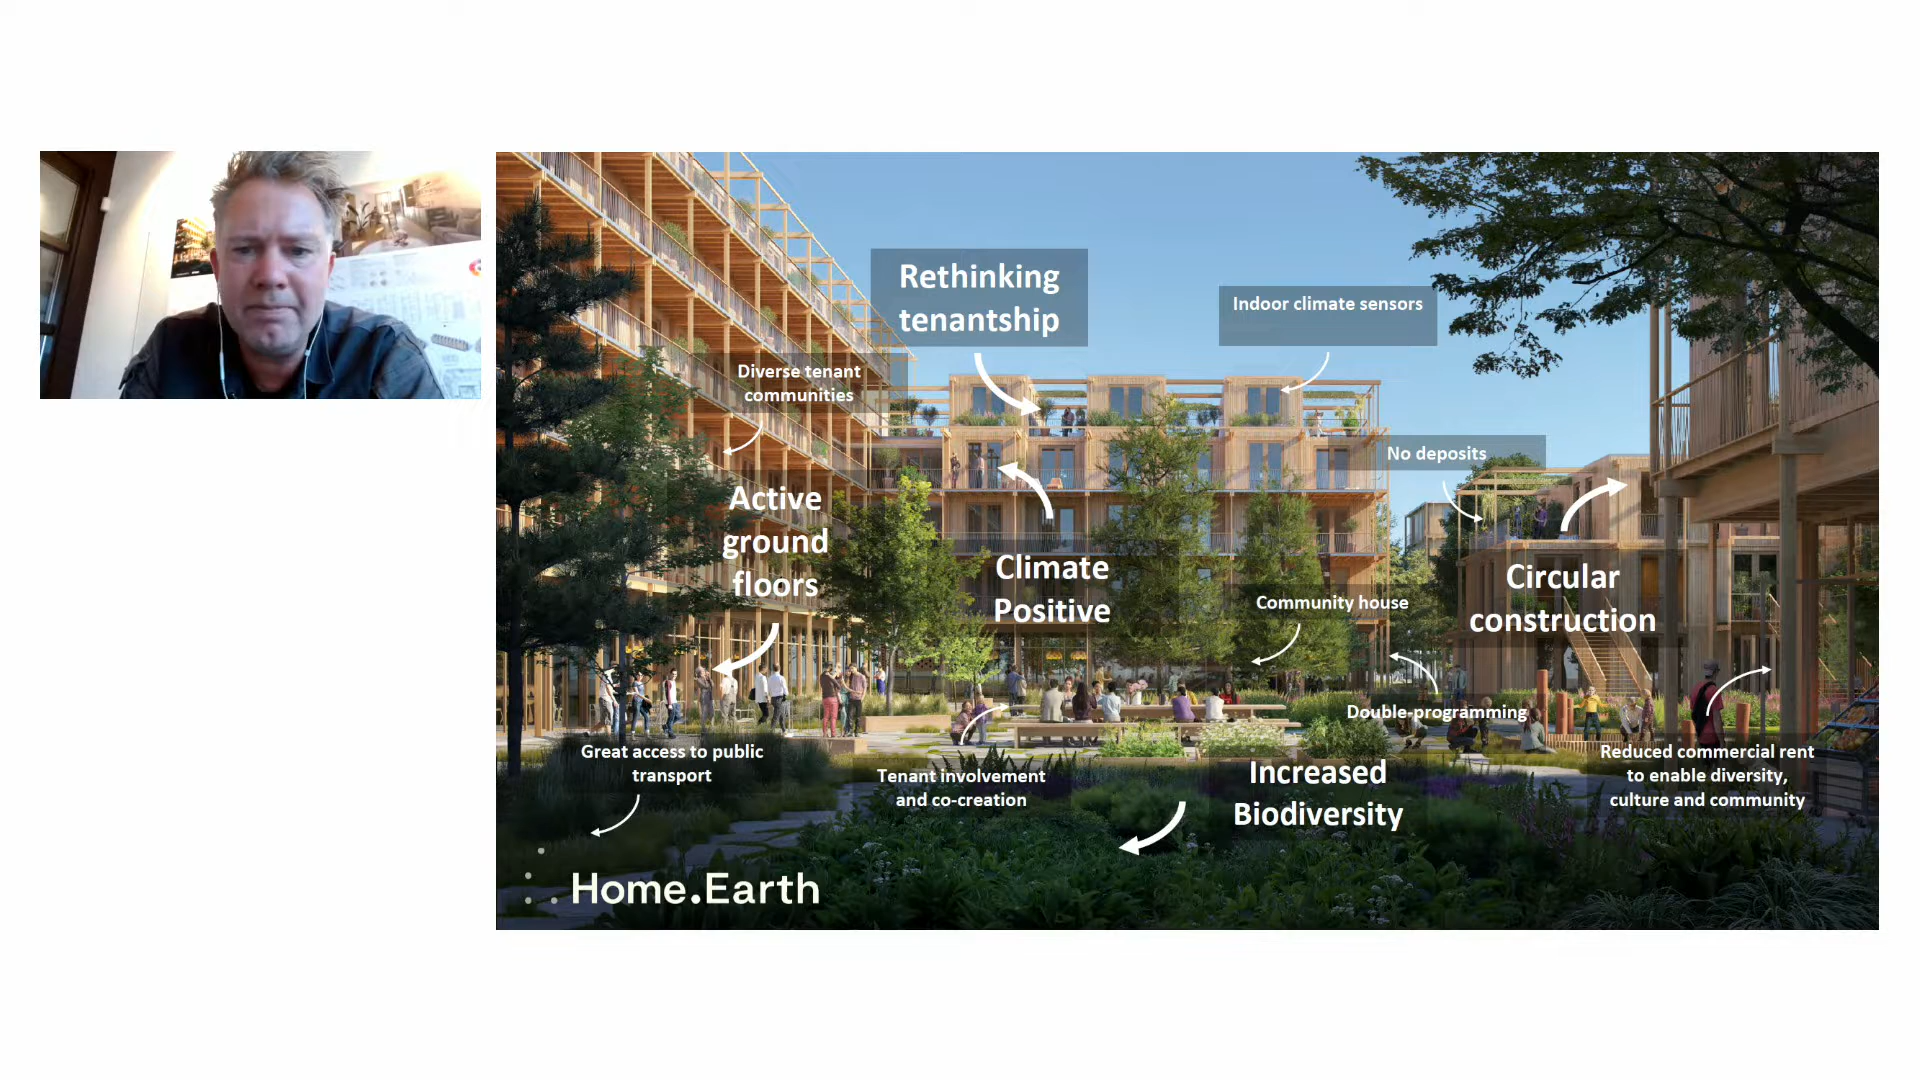 Rethinking
tenantship
Indoor climate sensors
Diverse tenant
communities
No deposits
Active
ground
floors
Climate
Positive
Circular
construction
Community house
Double-programming
Great access to public
transport
Tenant involvement
and co-creation
Increased
Biodiversity
Reduced commercial rent
to enable diversity,
culture and community
Home.Earth